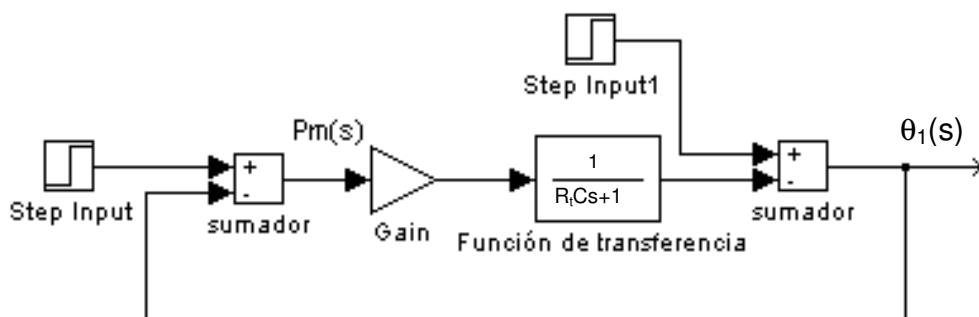 Step Input1
Pm(s)
θ₁(s)
+
-
Step Input
sumador
Gain
1
RₜCs+1
Función de transferencia
+
-
sumador